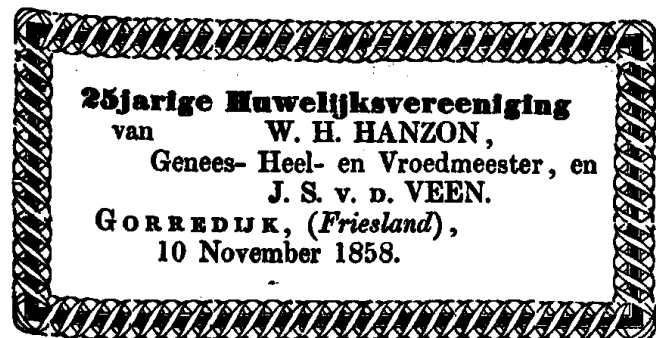 25jarige Huwelijksvereeniging
van W. H. HANZON,
Genees- Heel- en Vroedmeester, en
J. S. v. d. VEEN.
GORREDIJK, (Friesland),
10 November 1858.